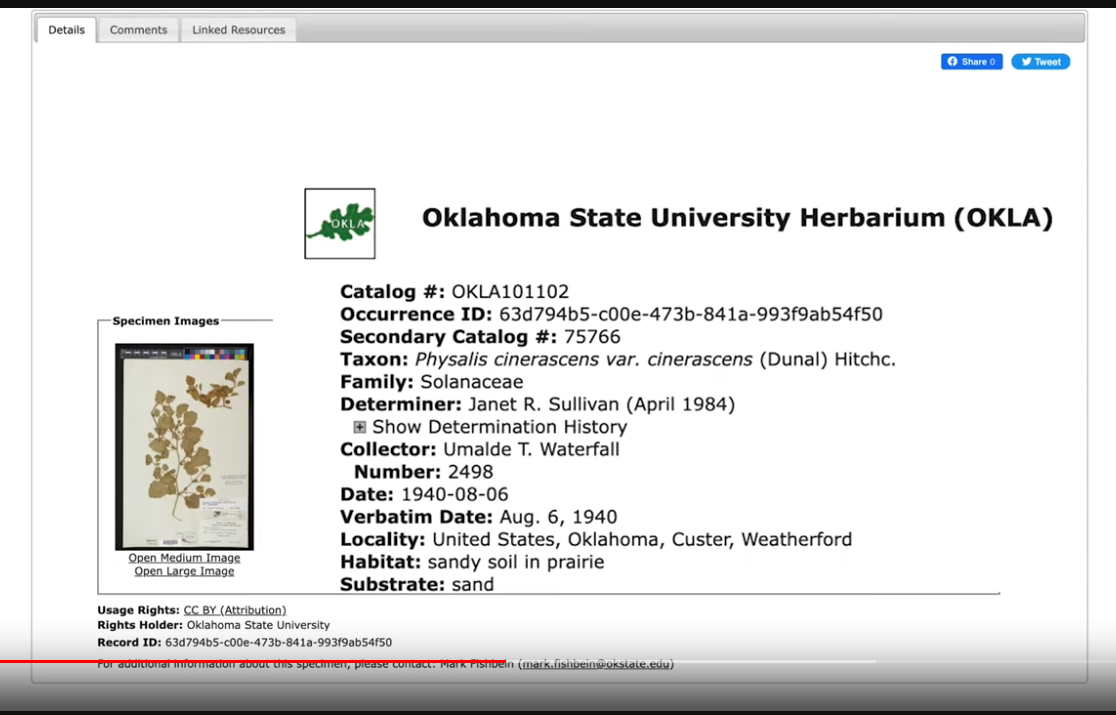 Details
Comments
Linked Resources
Share 0
Tweet
OKLA
Oklahoma State University Herbarium (OKLA)
Catalog #: OKLA101102
Occurrence ID: 63d794b5-c00e-473b-841a-993f9ab54f50
Secondary Catalog #: 75766
Taxon: Physalis cinerascens var. cinerascens (Dunal) Hitchc.
Family: Solanaceae
Determiner: Janet R. Sullivan (April 1984)
Show Determination History
Collector: Umalde T. Waterfall
Number: 2498
Date: 1940-08-06
Verbatim Date: Aug. 6, 1940
Locality: United States, Oklahoma, Custer, Weatherford
Habitat: sandy soil in prairie
Substrate: sand
Specimen Images
Open Medium Image
Open Large Image
Usage Rights: CC BY (Attribution)
Rights Holder: Oklahoma State University
Record ID: 63d794b5-c00e-473b-841a-993f9ab54f50
For additional information about this specimen, please contact: Mark Fishbein (mark.fishbein@okstate.edu)